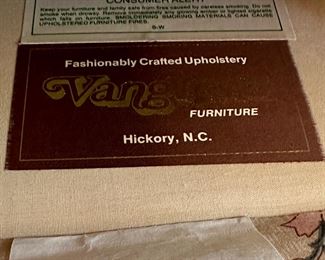 CONSUMER ALERT
Keep your furniture and family safe from fires caused by careless smoking. Do not
smoke when drowsy. Remove immediately any glowing ember or lighted cigarette
which falls on furniture. SMOLDERING SMOKING MATERIALS CAN CAUSE
UPHOLSTERED FURNITURE FIRES.
S-W
Fashionably Crafted Upholstery
FURNITURE
Hickory, N.C.